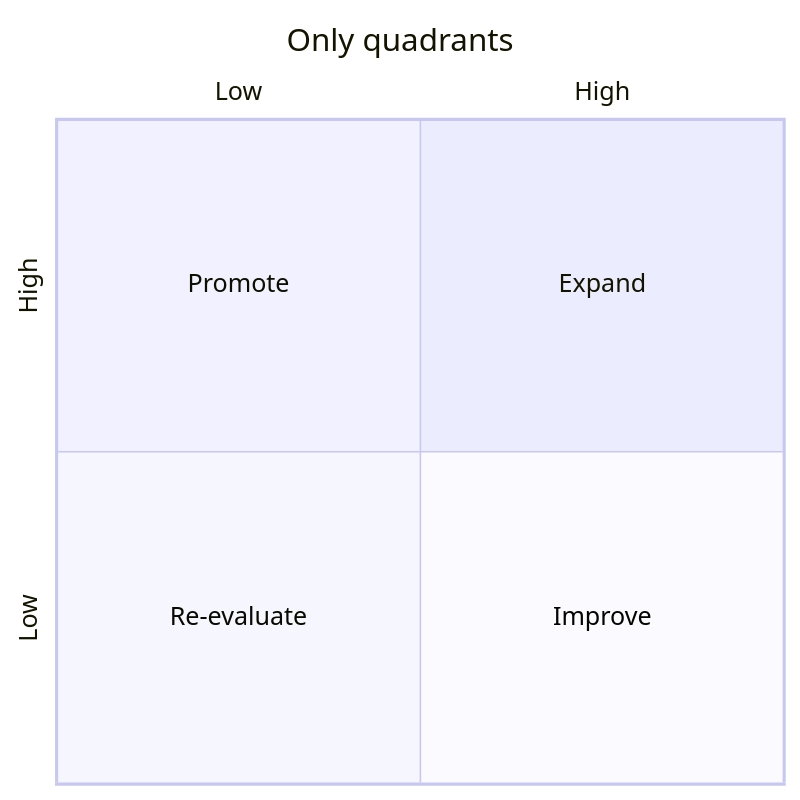 Only quadrants
Low
High
High
Promote
Expand
Low
Re-evaluate
Improve